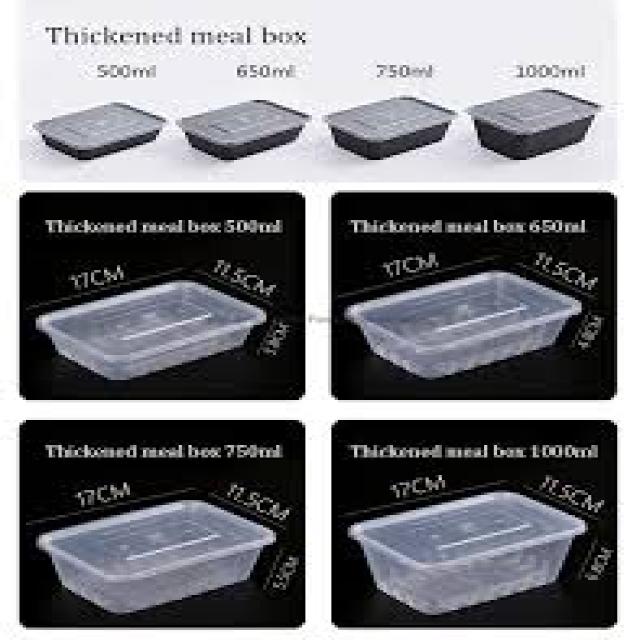 Thickened meal box
500ml 650ml 750ml 1000ml
Thickened meal box 500ml
17CM
11.5CM
Thickened meal box 650ml
17CM
11.5CM
Thickened meal box 750ml
17CM
11.5CM
Thickened meal box 1000ml
17CM
11.5CM